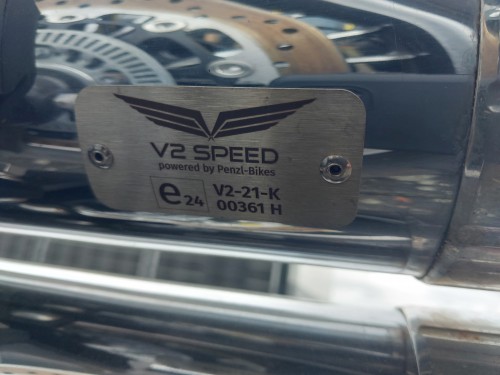 V2 SPEED
powered by Penzl-Bikes
e24 V2-21-K
00361 H